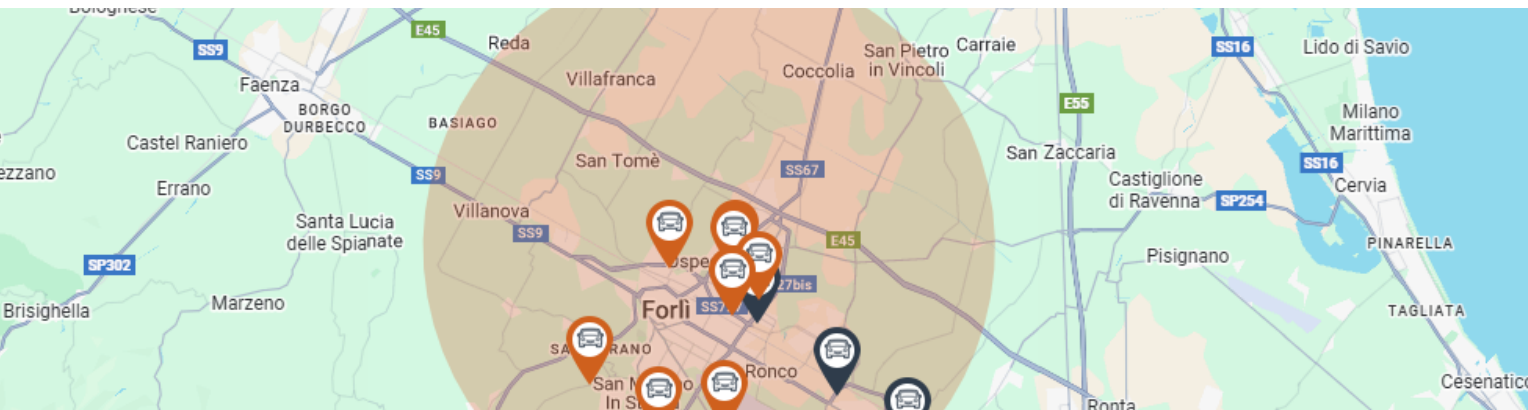 Bolognese
E45
SS9
Reda
San Pietro
in Vincoli
Carraie
SS16
Lido di Savio
Villafranca
Coccolia
Faenza
BORGO
DURBECCO
BASIAGO
E55
Milano
Marittima
Castel Raniero
San Tomè
SS67
San Zaccaria
SS16
SS9
Errano
Castiglione
di Ravenna
SP254
Cervia
Villanova
SS9
Santa Lucia
delle Spianate
E45
PINARELLA
SP302
Pisignano
27bis
Brisighella
Marzeno
Forlì
TAGLIATA
Ronco
Cesenatico
Ronta